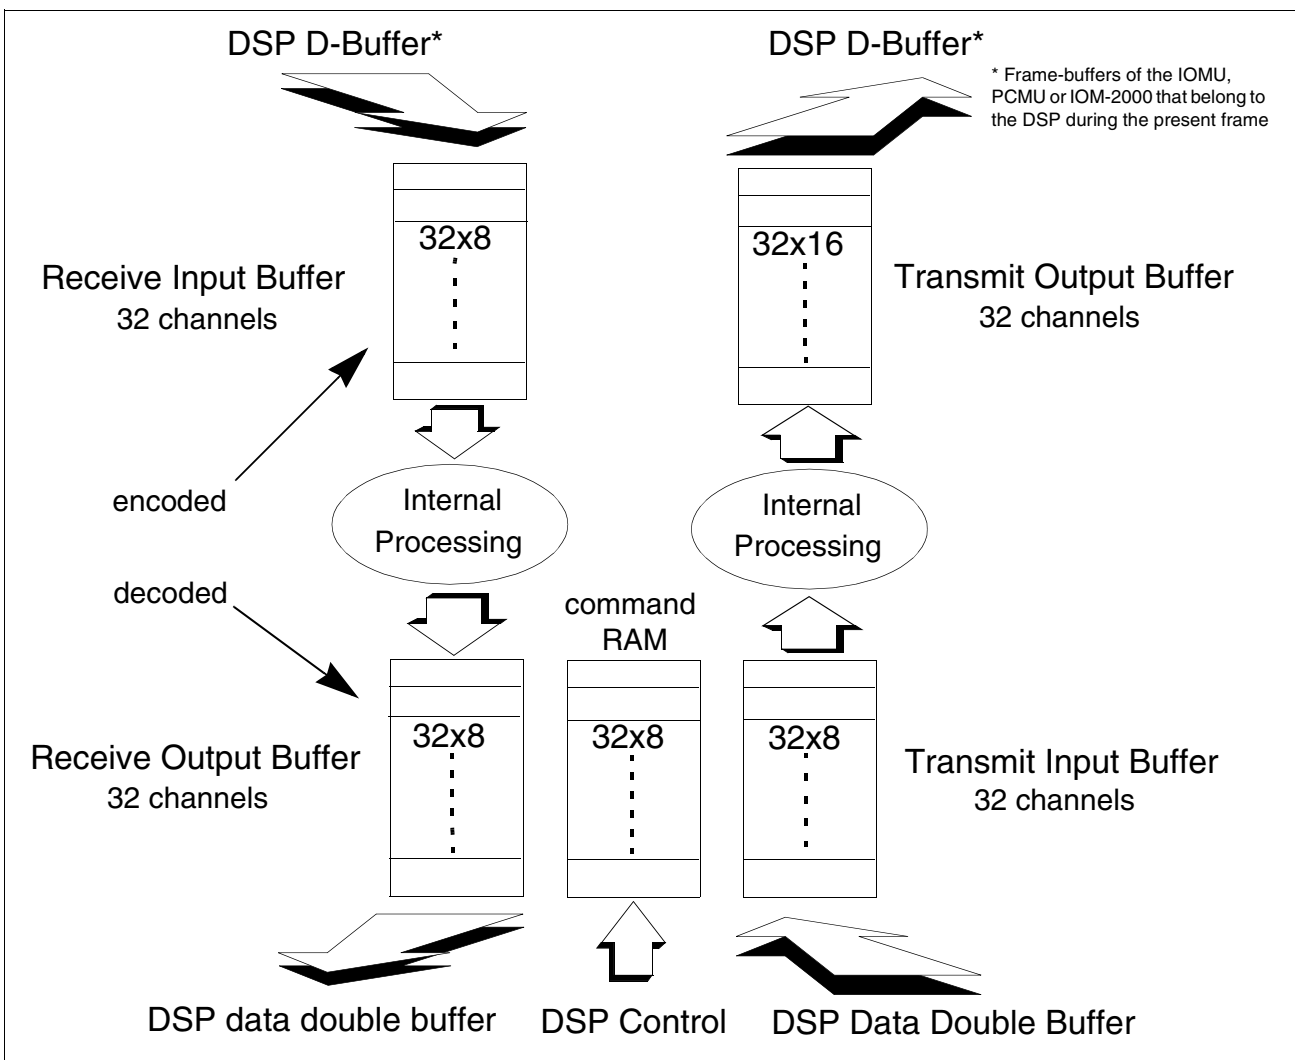 DSP D-Buffer*
DSP D-Buffer*
* Frame-buffers of the IOMU,
PCMU or IOM-2000 that belong to
the DSP during the present frame
32x8
32x16
Receive Input Buffer
32 channels
Transmit Output Buffer
32 channels
encoded
Internal
Processing
Internal
Processing
decoded
command
RAM
32x8
32x8
32x8
Receive Output Buffer
32 channels
Transmit Input Buffer
32 channels
DSP data double buffer
DSP Control
DSP Data Double Buffer